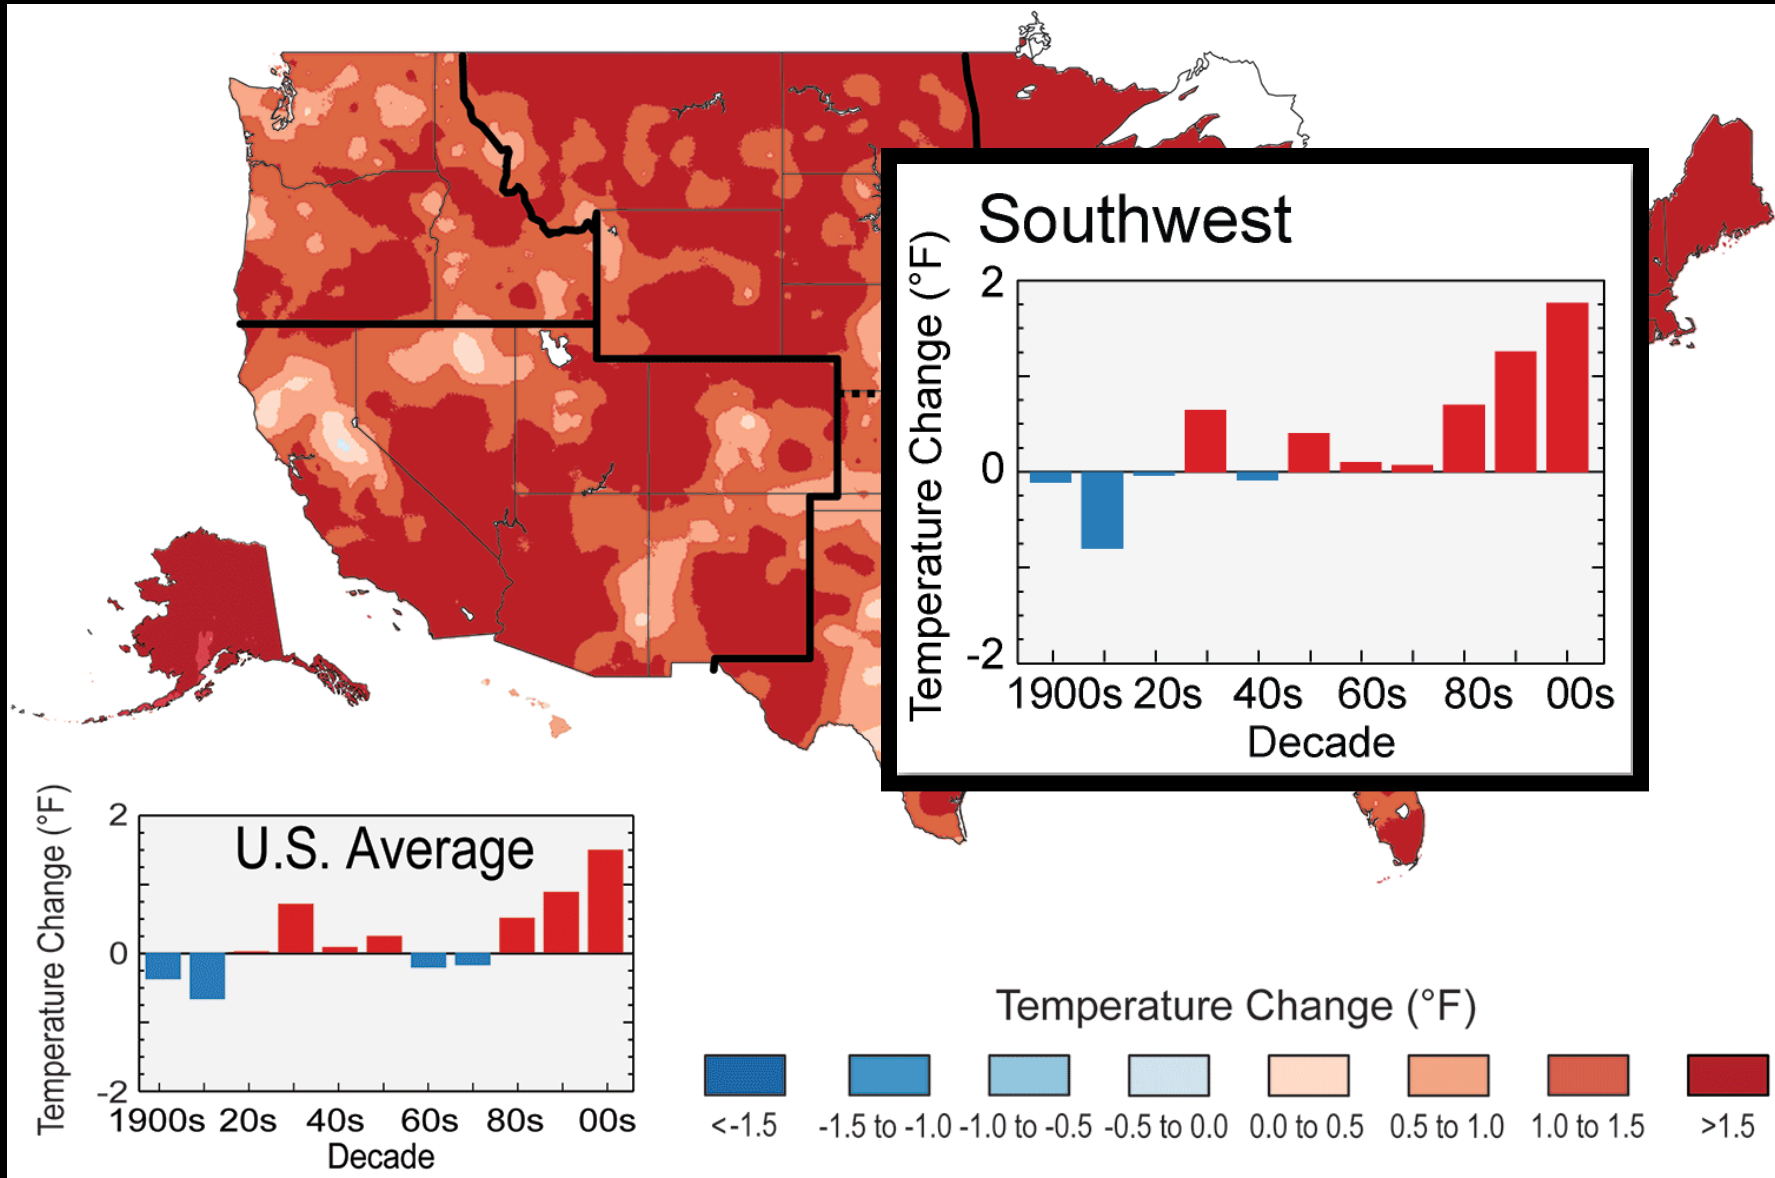 Southwest
Temperature Change (°F)
2
0
-2
1900s 20s 40s 60s 80s 00s
Decade
U.S. Average
Temperature Change (°F)
2
0
-2
1900s 20s 40s 60s 80s 00s
Decade
Temperature Change (°F)
<-1.5 -1.5 to -1.0 -1.0 to -0.5 -0.5 to 0.0 0.0 to 0.5 0.5 to 1.0 1.0 to 1.5 >1.5